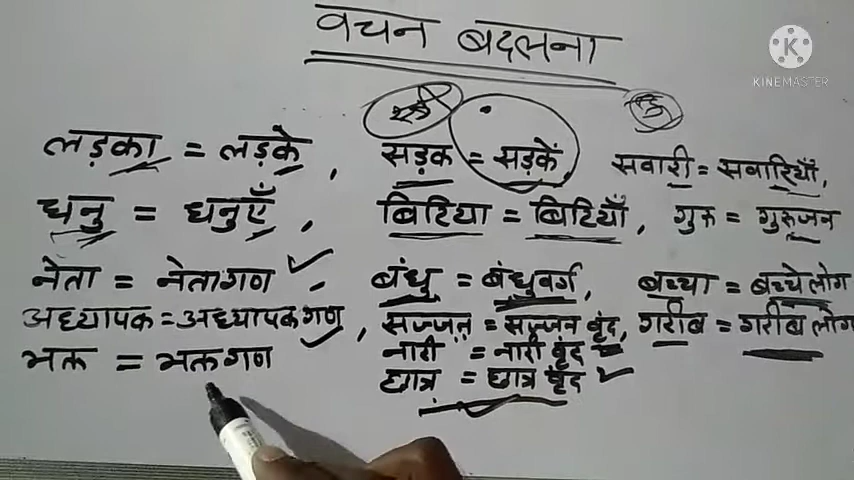 वचन बदलना
K
KINEMASTER
लड़का = लड़के, सड़क = सड़कें, सवारी = सवारियाँ,
धनु = धनुएँ, बिटिया = बिटियाँ, गुरु = गुरुजन
नेता = नेतागण बंधु = बंधुवर्ग, बच्चा = बच्चे लोग
अध्यापक = अध्यापकगण, सज्जन = सज्जन वृंद, गरीब = गरीब लोग
भक्त = भक्तगण नारी = नारी वृंद
छात्र = छात्र वृंद